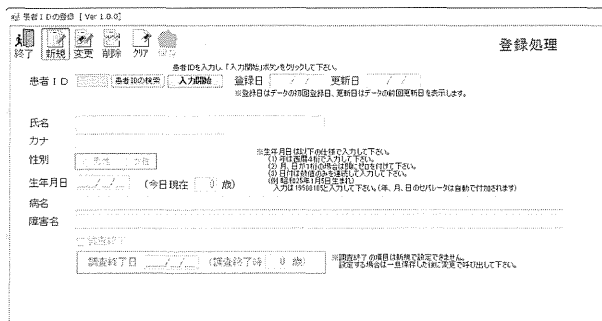 患者IDの登録 [Ver 1.0.0]
終了 新規 変更 削除 クリア
登録処理
患者IDを入力し、「入力開始」ボタンをクリックして下さい。
患者ID 患者IDの検索 入力開始 登録日 / / 更新日 / /
※登録日はデータの初回登録日、更新日はデータの前回更新日を表示します。
氏名
カナ
性別 男性 女性
※生年月日は以下の仕様で入力して下さい。
(1) 年は西暦4桁で入力して下さい。
(2) 月、日が1桁の場合は頭にゼロを付けて下さい。
(3) 日付は数値のみを連続して入力して下さい。
(例 昭和25年1月5日生まれ)
入力は19500105と入力して下さい。(年、月、日のセパレータは自動で付加されます)
生年月日 __/__/__ (今日現在 0 歳)
病名
障害名
調査終了
調査終了日 __/__/__ (調査終了時 0 歳)
※調査終了の項目は新規で設定できません。
設定する場合は一旦保存した後に変更で呼び出して下さい。